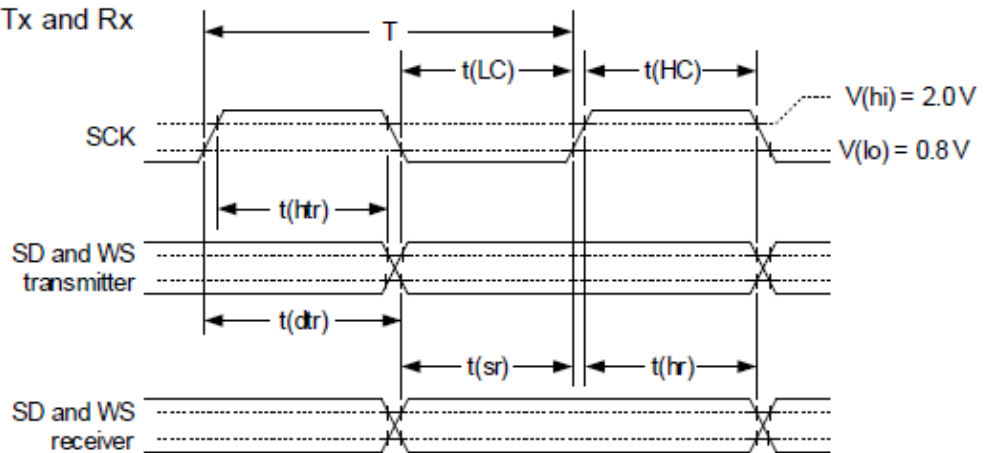 Tx and Rx
T
t(LC)
t(HC)
V(hi) = 2.0 V
SCK
V(lo) = 0.8 V
t(htr)
SD and WS
transmitter
t(dtr)
t(sr)
t(hr)
SD and WS
receiver